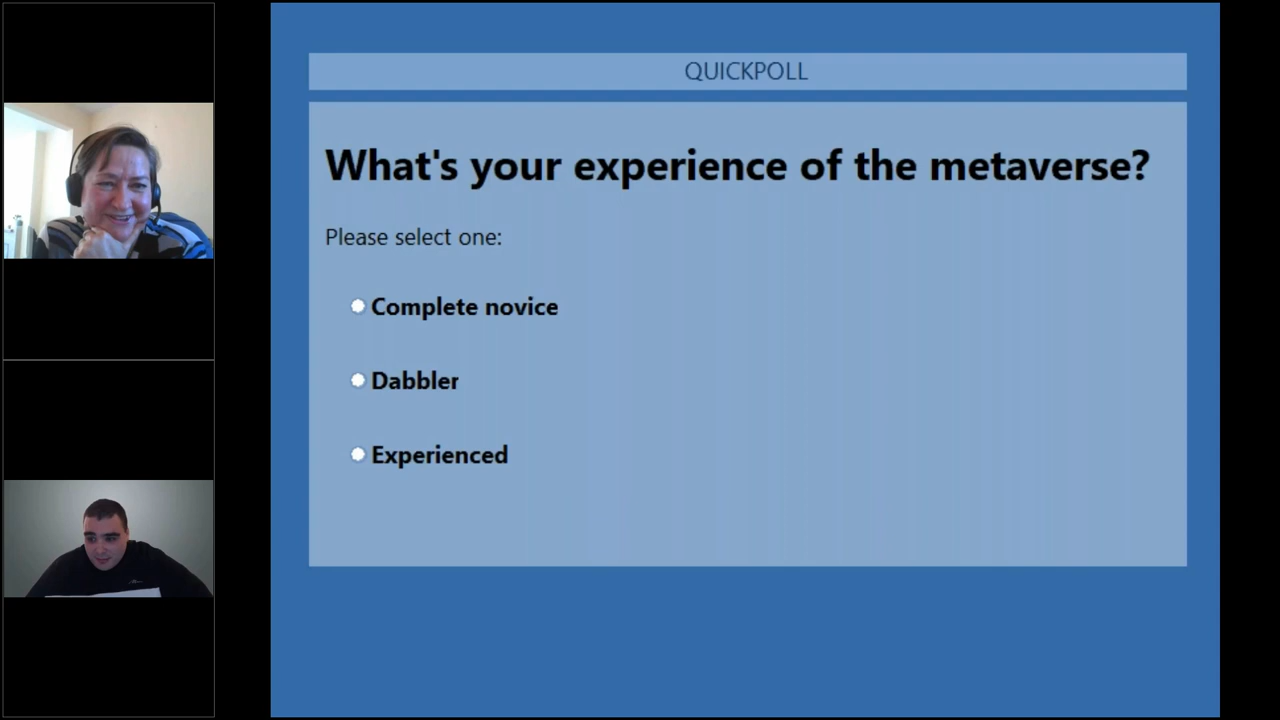 QUICKPOLL
What's your experience of the metaverse?
Please select one:
Complete novice
Dabbler
Experienced